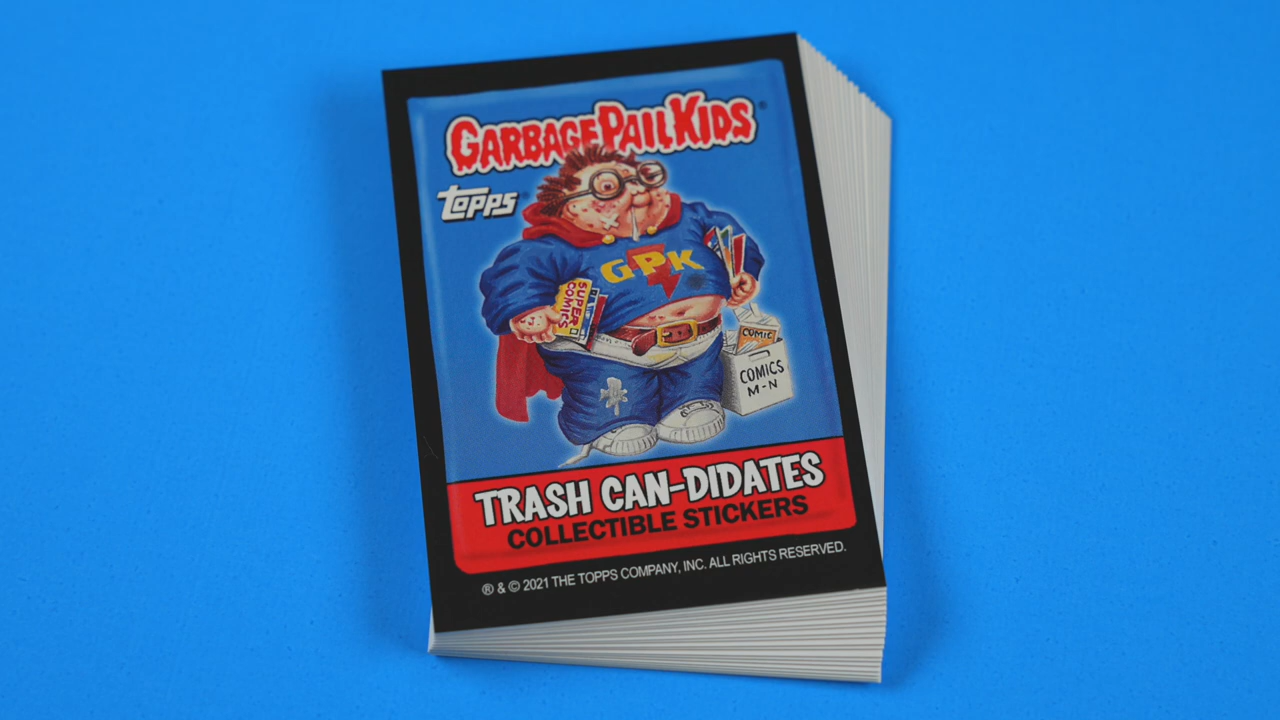 GARBAGE PAIL KIDS ®
TOPPS ®
GPK
SUPER
COMICS
COMIC
COMICS
M-N
TRASH CAN-DIDATES
COLLECTIBLE STICKERS
® & © 2021 THE TOPPS COMPANY, INC. ALL RIGHTS RESERVED.